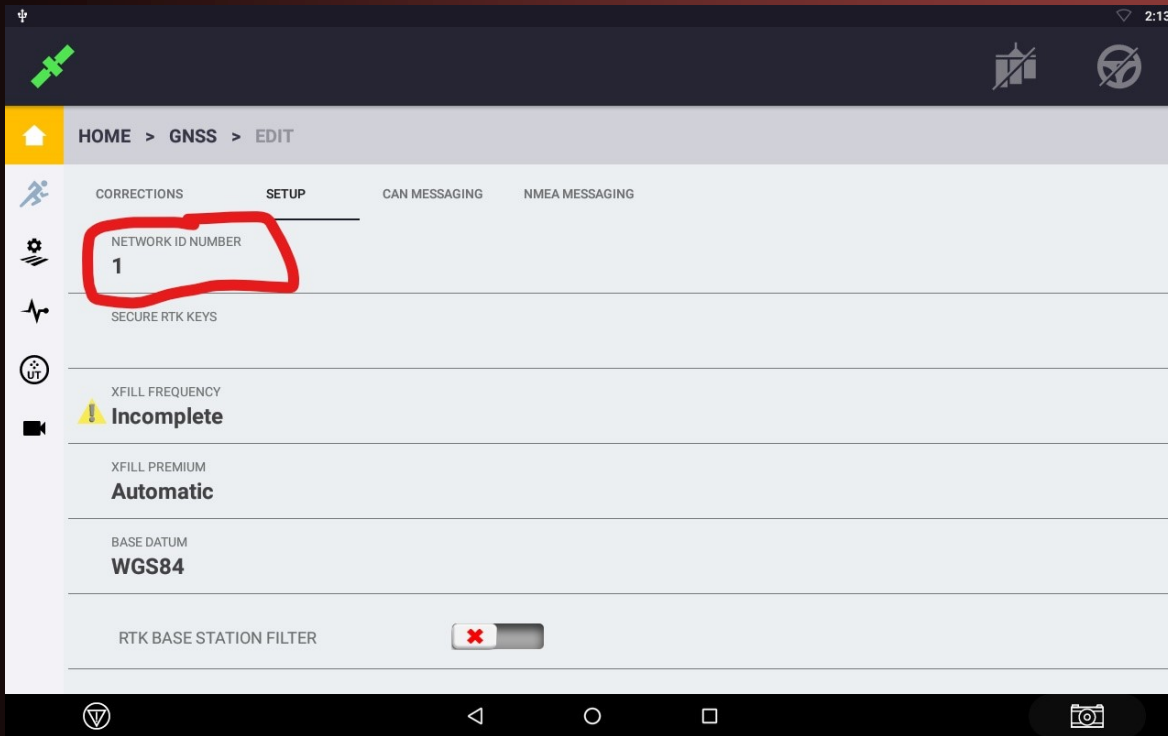 2:13
HOME > GNSS > EDIT
CORRECTIONS SETUP CAN MESSAGING NMEA MESSAGING
NETWORK ID NUMBER
1
SECURE RTK KEYS
UT
XFILL FREQUENCY
Incomplete
XFILL PREMIUM
Automatic
BASE DATUM
WGS84
RTK BASE STATION FILTER